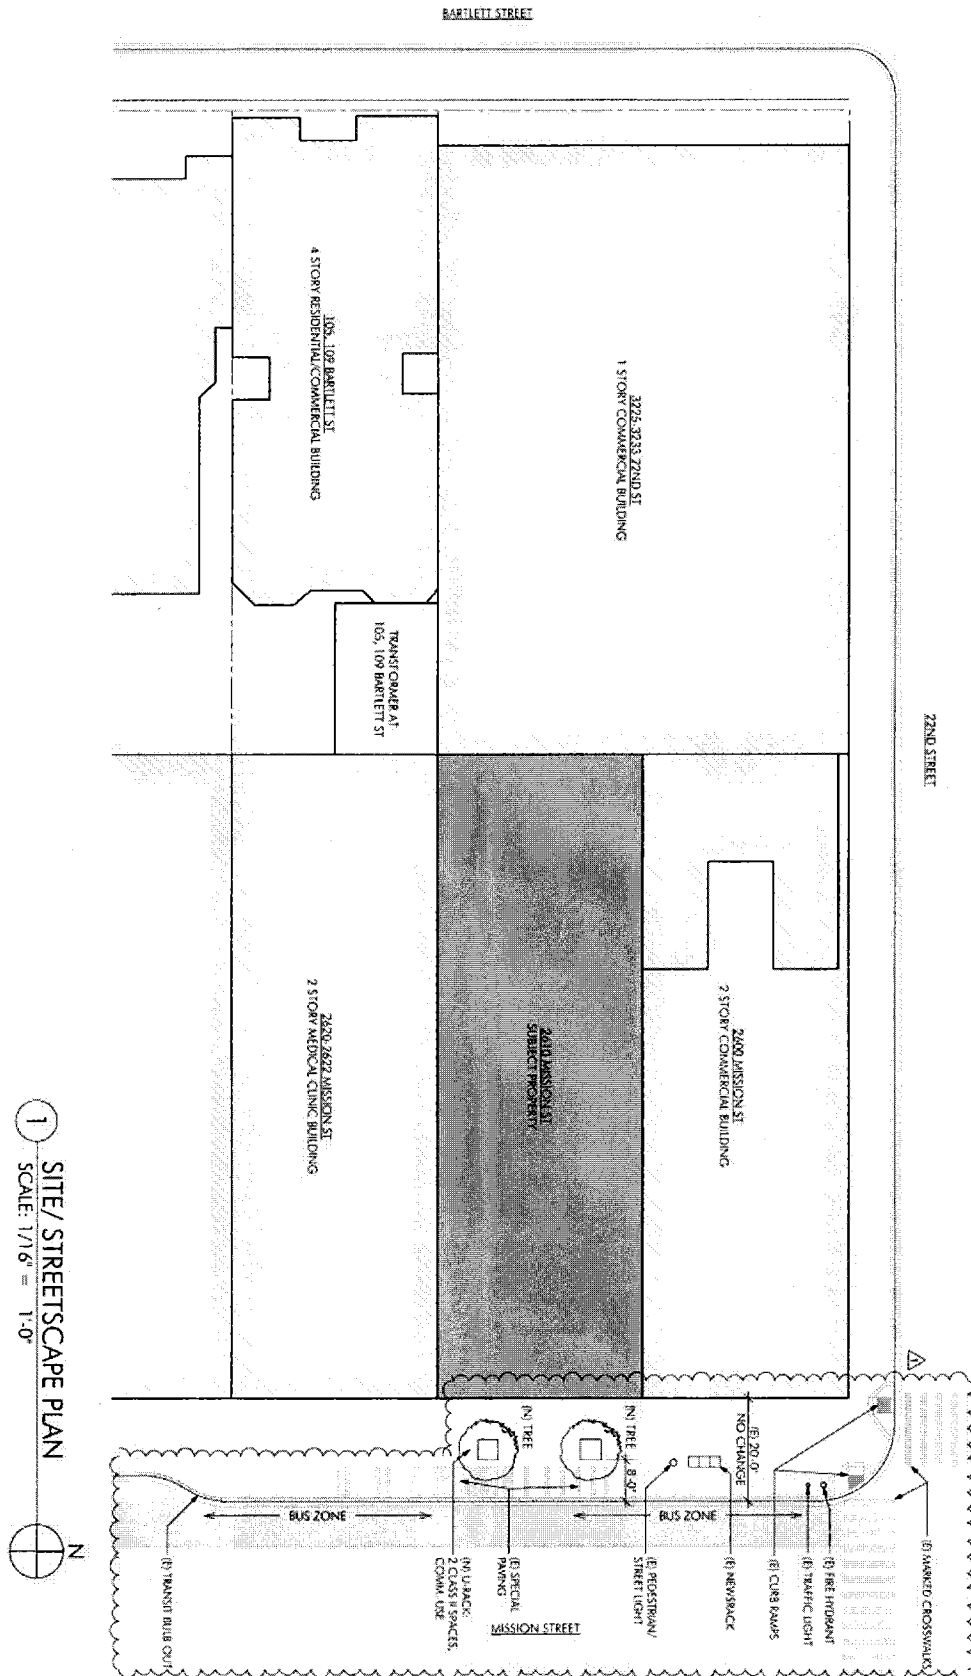 BARTLETT STREET
22ND STREET
3225-3233 22ND ST
1 STORY COMMERCIAL BUILDING
105, 109 BARTLETT ST
4 STORY RESIDENTIAL/COMMERCIAL BUILDING
TRANSFORMER AT
105, 109 BARTLETT ST
2600 MISSION ST
2 STORY COMMERCIAL BUILDING
2610 MISSION ST
SUBJECT PROPERTY
2620-2622 MISSION ST
2 STORY MEDICAL CLINIC BUILDING
1
(E) 20'-0"
NO CHANGE
8'-0"
(N) TREE
(N) TREE
BUS ZONE
BUS ZONE
(E) MARKED CROSSWALKS
(E) FIRE HYDRANT
(E) TRAFFIC LIGHT
(E) CURB RAMPS
(E) NEWSRACK
(E) PEDESTRIAN/
STREET LIGHT
(E) SPECIAL
PAVING
(N) U-RACK:
2 CLASS II SPACES,
COMM. USE
(E) TRANSIT BULB OUT
MISSION STREET
1
SITE/ STREETSCAPE PLAN
SCALE: 1/16" = 1'-0"
N